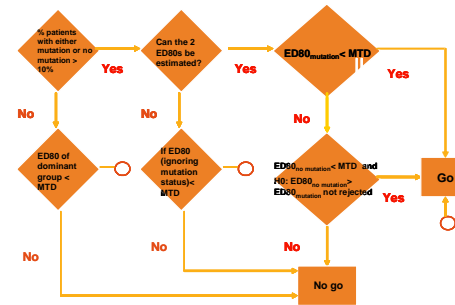 % patients
with either
mutation or no
mutation >
10%
Can the 2
ED80s be
estimated?
ED80mutation< MTD
Yes
Yes
Yes
No
No
No
ED80 of
dominant
group <
MTD
If ED80
(ignoring
mutation
status)<
MTD
ED80no mutation< MTD and
H0: ED80no mutation>
ED80mutation not rejected
Go
Yes
No
No
No
No go